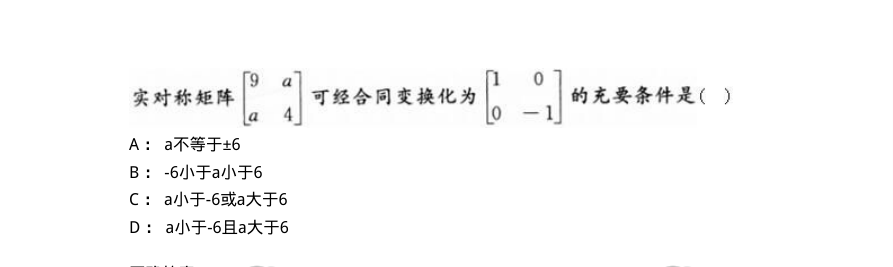 实对称矩阵 [9 a; a 4] 可经合同变换化为 [1 0; 0 -1] 的充要条件是( )
A： a不等于±6
B： -6小于a小于6
C： a小于-6或a大于6
D： a小于-6且a大于6